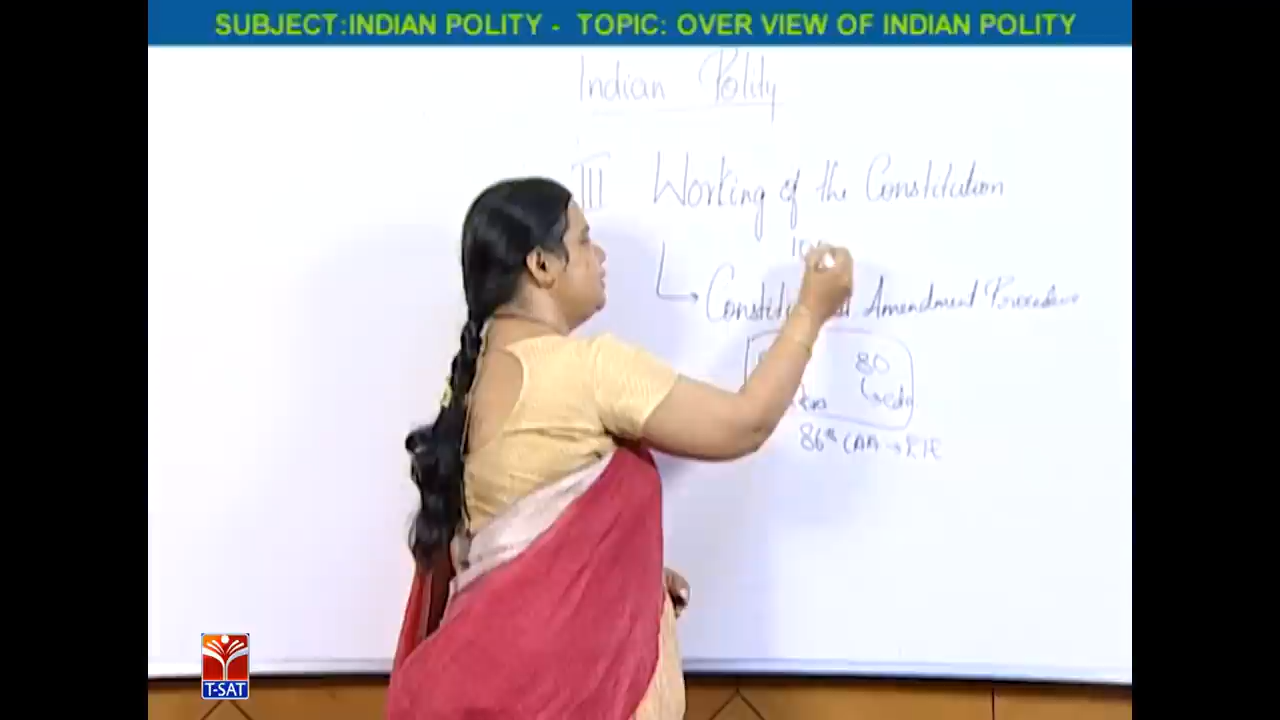 SUBJECT:INDIAN POLITY - TOPIC: OVER VIEW OF INDIAN POLITY
Indian Polity
III Working of the Constitution
Amendment Procedure
80
86th CAA → RTE
T-SAT